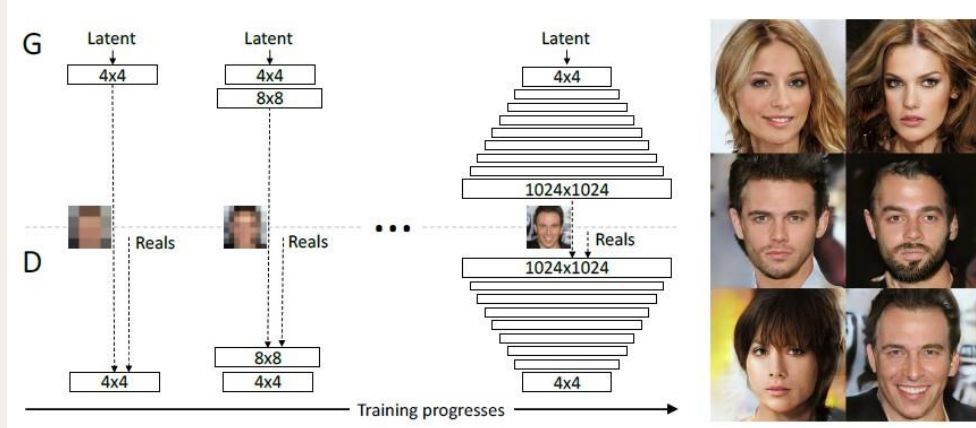 G
Latent
4x4
Latent
4x4
8x8
Latent
4x4
1024x1024
...
Reals
Reals
Reals
D
1024x1024
8x8
4x4
4x4
4x4
Training progresses